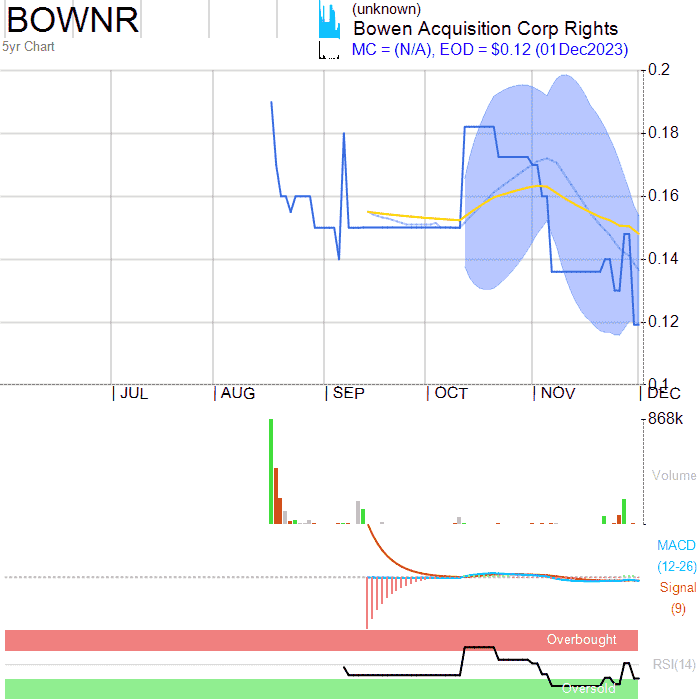 BOWNR
5yr Chart
(unknown)
Bowen Acquisition Corp Rights
MC = (N/A), EOD = $0.12 (01Dec2023)
0.2
0.18
0.16
0.14
0.12
0.1
JUL AUG SEP OCT NOV DEC
868k
Volume
MACD
(12-26)
Signal
(9)
Overbought
RSI(14)
Oversold